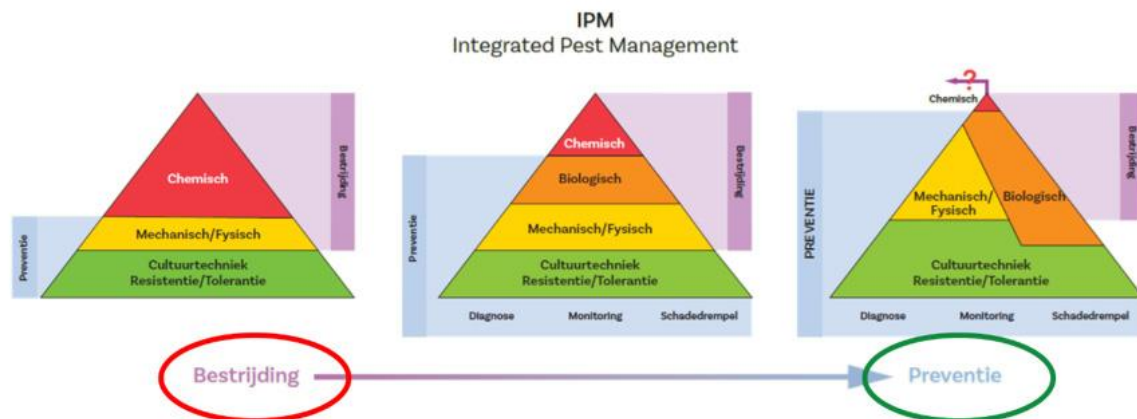 IPM
Integrated Pest Management
Chemisch
Mechanisch/Fysisch
Cultuurtechniek
Resistentie/Tolerantie
Preventie
Bestrijding
Chemisch
Biologisch
Mechanisch/Fysisch
Cultuurtechniek
Resistentie/Tolerantie
Preventie
Bestrijding
Diagnose
Monitoring
Schadedrempel
?
Chemisch
Mechanisch/
Fysisch
Biologisch
Cultuurtechniek
Resistentie/Tolerantie
PREVENTIE
Bestrijding
Diagnose
Monitoring
Schadedrempel
Bestrijding
Preventie